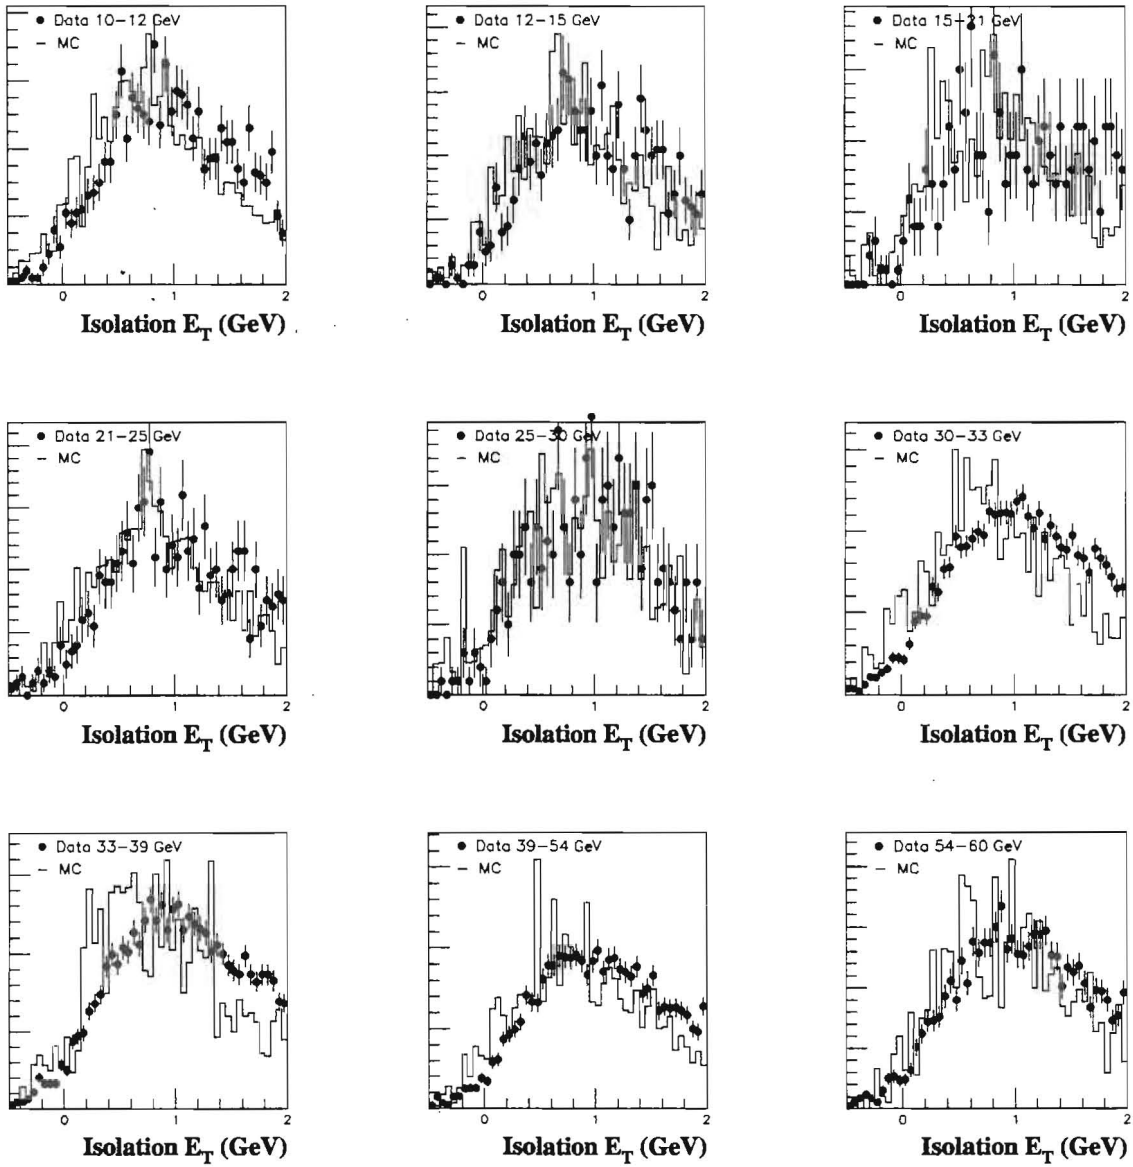 ● Data 10−12 GeV
— MC
0 1 2
Isolation E_T (GeV)
● Data 12−15 GeV
— MC
0 1 2
Isolation E_T (GeV)
● Data 15−21 GeV
— MC
0 1 2
Isolation E_T (GeV)
● Data 21−25 GeV
— MC
0 1 2
Isolation E_T (GeV)
● Data 25−30 GeV
— MC
0 1 2
Isolation E_T (GeV)
● Data 30−33 GeV
— MC
0 1 2
Isolation E_T (GeV)
● Data 33−39 GeV
— MC
0 1 2
Isolation E_T (GeV)
● Data 39−54 GeV
— MC
0 1 2
Isolation E_T (GeV)
● Data 54−60 GeV
— MC
0 1 2
Isolation E_T (GeV)